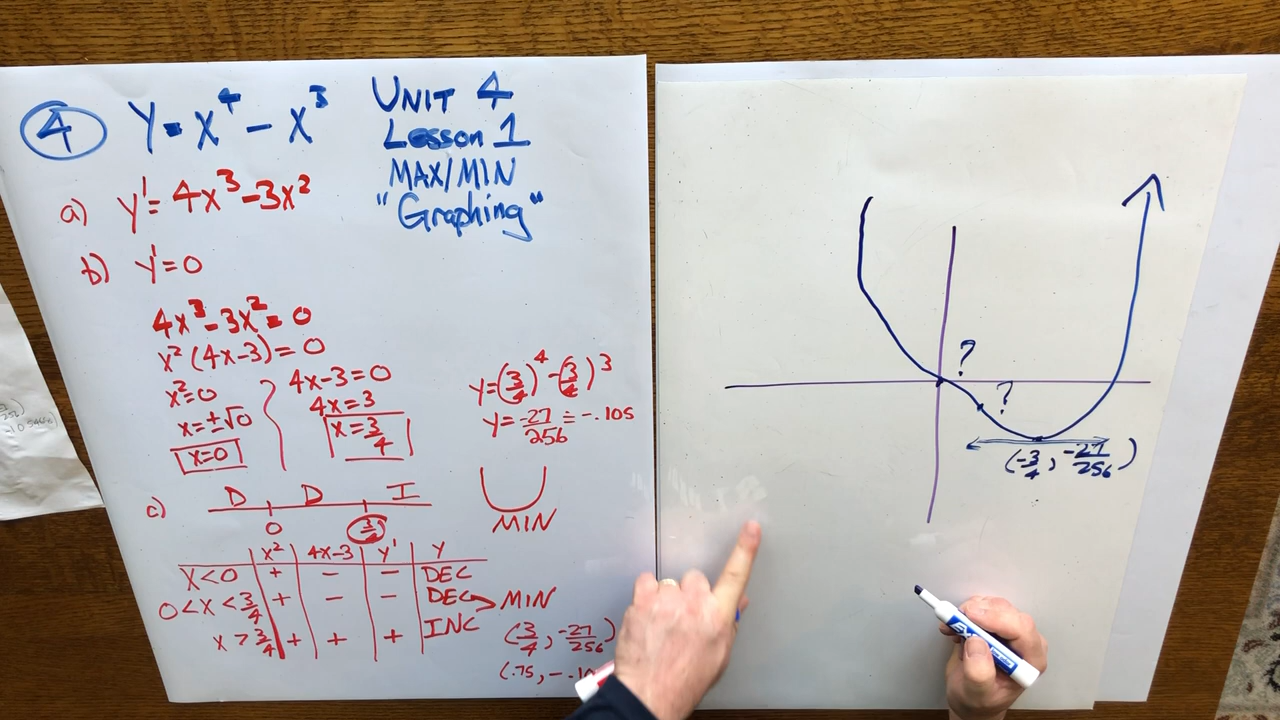 ④ Y = X⁴ - X³
UNIT 4
Lesson 1
MAX/MIN
"Graphing"
a) Y' = 4x³ - 3x²
b) Y' = 0
4x³ - 3x² = 0
x² (4x-3) = 0
x² = 0
x = ±√0
x=0
4x-3=0
4x=3
x=3/4
y=(3/4)⁴-(3/4)³
y=-27/256 ≅ -.105
c) D D I
0 3/4
MIN
x² 4x-3 y' y
X<0 + - - DEC
0<x<3/4 + - - DEC
x>3/4 + + + INC
MIN
(3/4, -27/256)
(.75, -.10
?
?
(-3/4, -27/256)
EX